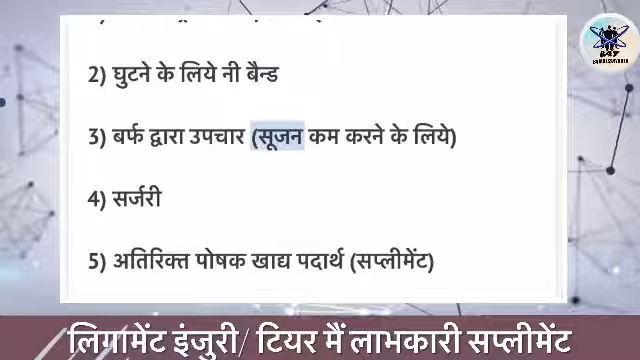 2) घुटने के लिये नी बैन्ड
3) बर्फ द्वारा उपचार (सूजन कम करने के लिये)
4) सर्जरी
5) अतिरिक्त पोषक खाद्य पदार्थ (सप्लीमेंट)
लिगामेंट इंजुरी/ टियर मैं लाभकारी सप्लीमेंट